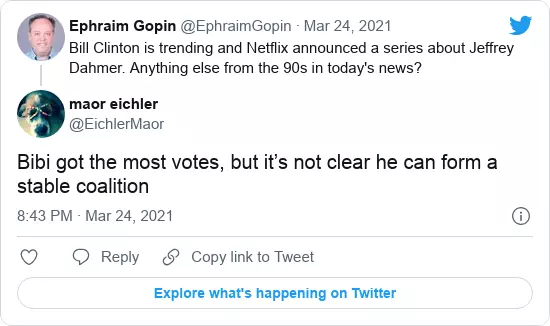 Ephraim Gopin @EphraimGopin · Mar 24, 2021
Bill Clinton is trending and Netflix announced a series about Jeffrey
Dahmer. Anything else from the 90s in today's news?
maor eichler
@EichlerMaor
Bibi got the most votes, but it’s not clear he can form a
stable coalition
8:43 PM · Mar 24, 2021
Reply
Copy link to Tweet
Explore what's happening on Twitter